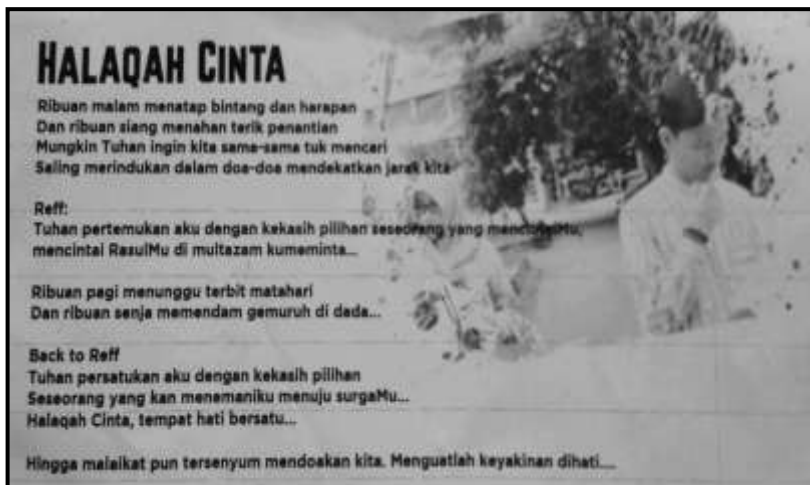 HALAQAH CINTA
Ribuan malam menatap bintang dan harapan
Dan ribuan siang menahan terik penantian
Mungkin Tuhan ingin kita sama-sama tuk mencari
Saling merindukan dalam doa-doa mendekatkan jarak kita
Reff:
Tuhan pertemukan aku dengan kekasih pilihan seseorang yang mencintaiMu,
mencintai RasulMu di multazam kumeminta...
Ribuan pagi menunggu terbit matahari
Dan ribuan senja memendam gemuruh di dada...
Back to Reff
Tuhan persatukan aku dengan kekasih pilihan
Seseorang yang kan menemaniku menuju surgaMu...
Halaqah Cinta, tempat hati bersatu...
Hingga malaikat pun tersenyum mendoakan kita. Menguatlah keyakinan dihati....